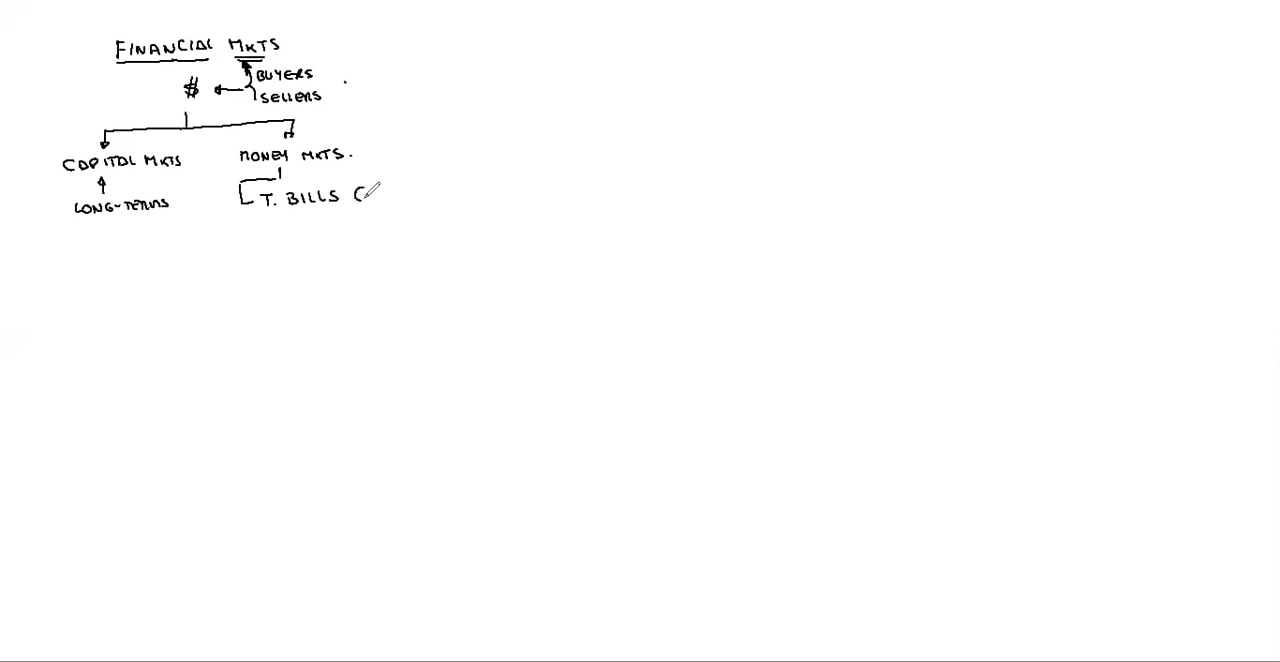 FINANCIAL MKTS
$
BUYERS
SELLERS
CAPITAL MKTS
MONEY MKTS.
LONG-TERMS
T. BILLS (